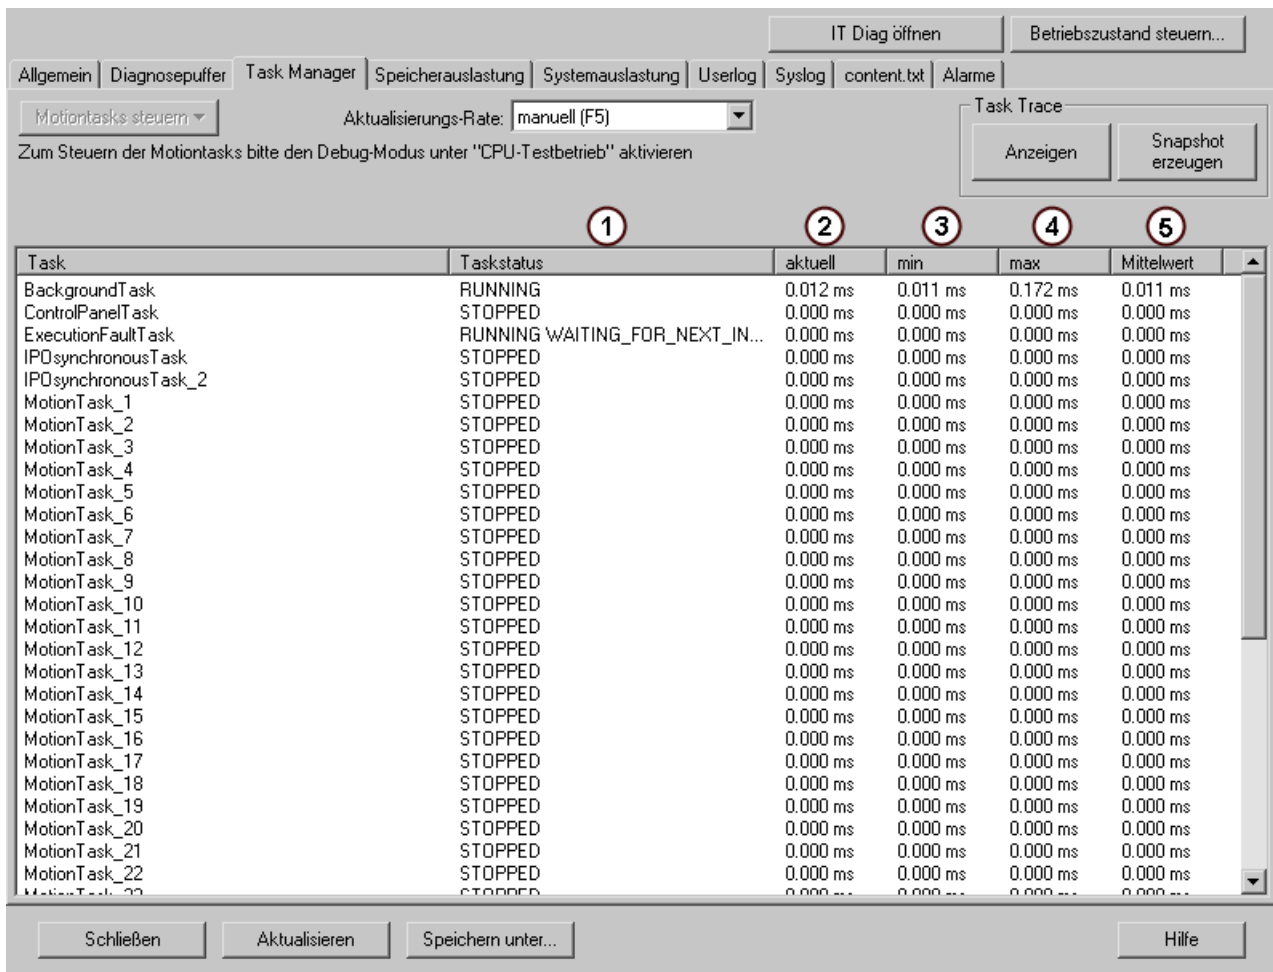 IT Diag öffnen Betriebszustand steuern...
Allgemein Diagnosepuffer Task Manager Speicherauslastung Systemauslastung Userlog Syslog content.txt Alarme
Motiontasks steuern Aktualisierungs-Rate: manuell (F5) Task Trace
Zum Steuern der Motiontasks bitte den Debug-Modus unter "CPU-Testbetrieb" aktivieren
Anzeigen Snapshot erzeugen
1 2 3 4 5
Task Taskstatus aktuell min max Mittelwert
BackgroundTask RUNNING 0.012 ms 0.011 ms 0.172 ms 0.011 ms
ControlPanelTask STOPPED 0.000 ms 0.000 ms 0.000 ms 0.000 ms
ExecutionFaultTask RUNNING WAITING_FOR_NEXT_IN... 0.000 ms 0.000 ms 0.000 ms 0.000 ms
IPOsynchronousTask STOPPED 0.000 ms 0.000 ms 0.000 ms 0.000 ms
IPOsynchronousTask_2 STOPPED 0.000 ms 0.000 ms 0.000 ms 0.000 ms
MotionTask_1 STOPPED 0.000 ms 0.000 ms 0.000 ms 0.000 ms
MotionTask_2 STOPPED 0.000 ms 0.000 ms 0.000 ms 0.000 ms
MotionTask_3 STOPPED 0.000 ms 0.000 ms 0.000 ms 0.000 ms
MotionTask_4 STOPPED 0.000 ms 0.000 ms 0.000 ms 0.000 ms
MotionTask_5 STOPPED 0.000 ms 0.000 ms 0.000 ms 0.000 ms
MotionTask_6 STOPPED 0.000 ms 0.000 ms 0.000 ms 0.000 ms
MotionTask_7 STOPPED 0.000 ms 0.000 ms 0.000 ms 0.000 ms
MotionTask_8 STOPPED 0.000 ms 0.000 ms 0.000 ms 0.000 ms
MotionTask_9 STOPPED 0.000 ms 0.000 ms 0.000 ms 0.000 ms
MotionTask_10 STOPPED 0.000 ms 0.000 ms 0.000 ms 0.000 ms
MotionTask_11 STOPPED 0.000 ms 0.000 ms 0.000 ms 0.000 ms
MotionTask_12 STOPPED 0.000 ms 0.000 ms 0.000 ms 0.000 ms
MotionTask_13 STOPPED 0.000 ms 0.000 ms 0.000 ms 0.000 ms
MotionTask_14 STOPPED 0.000 ms 0.000 ms 0.000 ms 0.000 ms
MotionTask_15 STOPPED 0.000 ms 0.000 ms 0.000 ms 0.000 ms
MotionTask_16 STOPPED 0.000 ms 0.000 ms 0.000 ms 0.000 ms
MotionTask_17 STOPPED 0.000 ms 0.000 ms 0.000 ms 0.000 ms
MotionTask_18 STOPPED 0.000 ms 0.000 ms 0.000 ms 0.000 ms
MotionTask_19 STOPPED 0.000 ms 0.000 ms 0.000 ms 0.000 ms
MotionTask_20 STOPPED 0.000 ms 0.000 ms 0.000 ms 0.000 ms
MotionTask_21 STOPPED 0.000 ms 0.000 ms 0.000 ms 0.000 ms
MotionTask_22 STOPPED 0.000 ms 0.000 ms 0.000 ms 0.000 ms
Schließen Aktualisieren Speichern unter... Hilfe